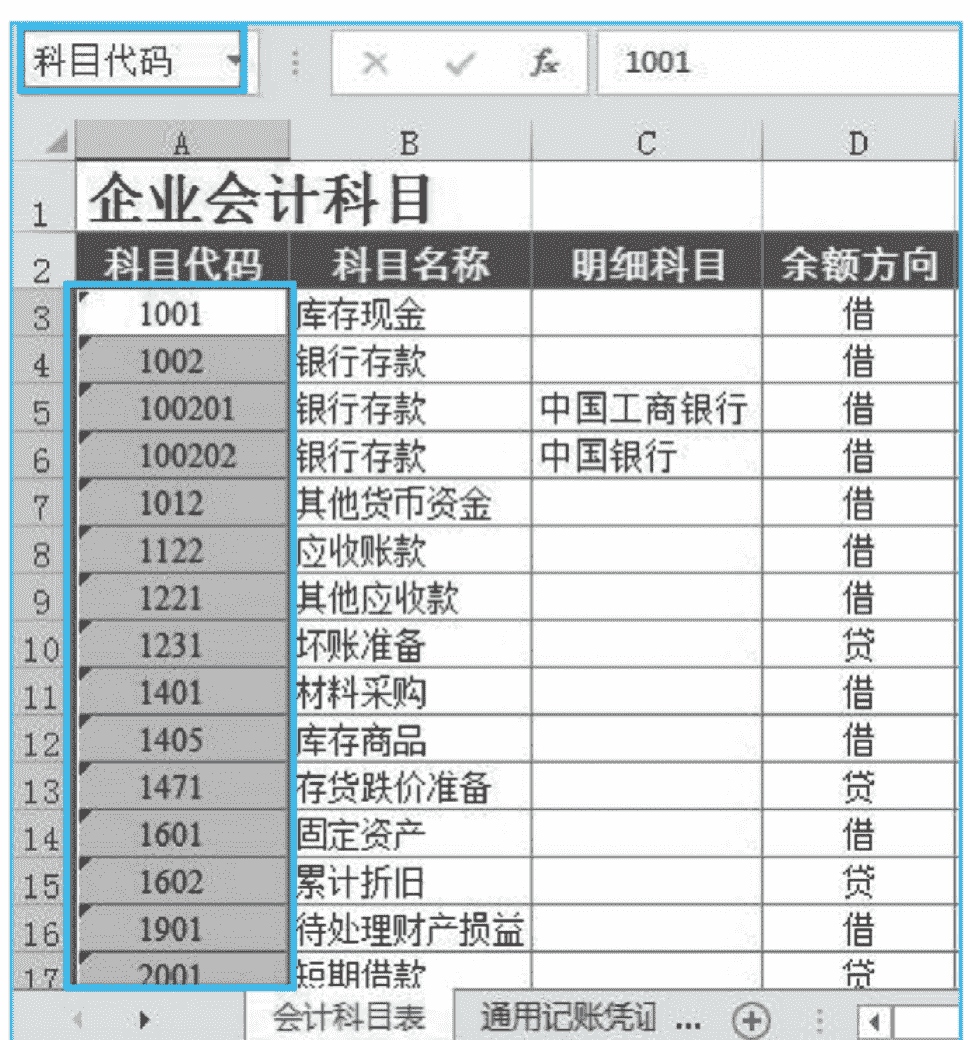 科目代码 fx 1001
A B C D
1 企业会计科目
2 科目代码 科目名称 明细科目 余额方向
3 1001 库存现金 借
4 1002 银行存款 借
5 100201 银行存款 中国工商银行 借
6 100202 银行存款 中国银行 借
7 1012 其他货币资金 借
8 1122 应收账款 借
9 1221 其他应收款 借
10 1231 坏账准备 贷
11 1401 材料采购 借
12 1405 库存商品 借
13 1471 存货跌价准备 贷
14 1601 固定资产 借
15 1602 累计折旧 贷
16 1901 待处理财产损益 借
17 2001 短期借款 贷
会计科目表 通用记账凭证 ...